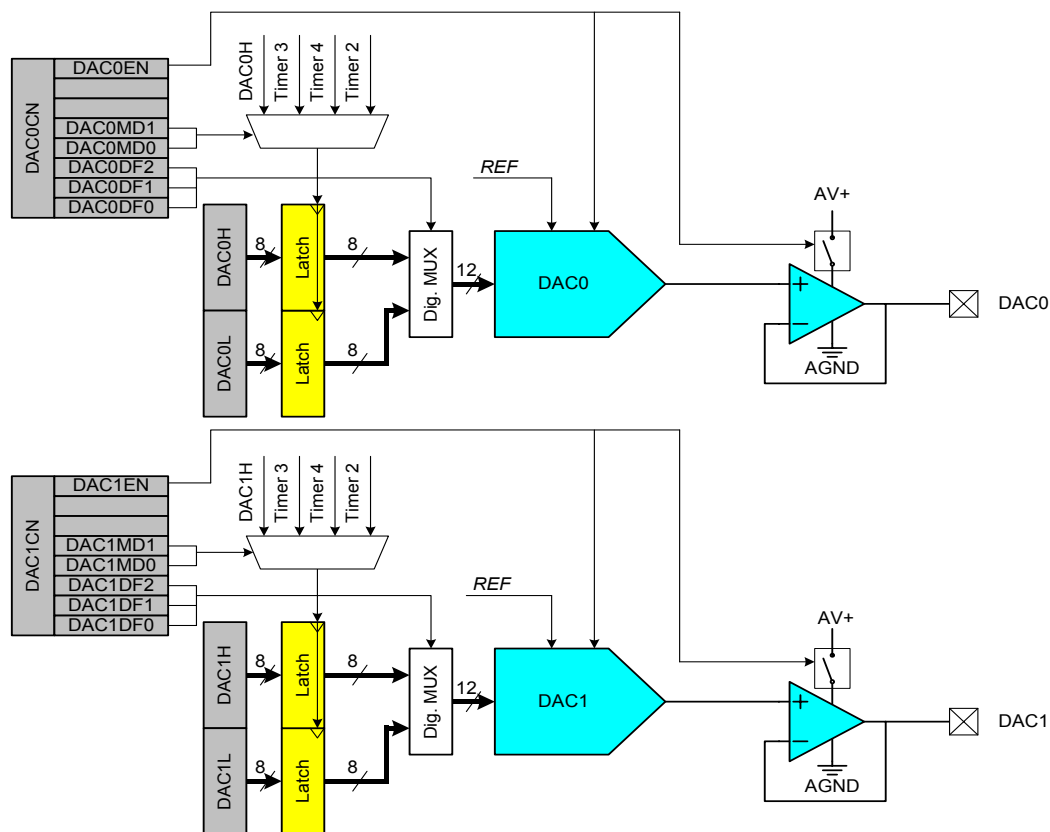 DAC0CN
DAC0EN
DAC0MD1
DAC0MD0
DAC0DF2
DAC0DF1
DAC0DF0
DAC0H
Timer 3
Timer 4
Timer 2
REF
AV+
DAC0H
8
Latch
8
Dig. MUX
12
DAC0
+
−
DAC0
DAC0L
8
Latch
8
AGND
DAC1CN
DAC1EN
DAC1MD1
DAC1MD0
DAC1DF2
DAC1DF1
DAC1DF0
DAC1H
Timer 3
Timer 4
Timer 2
REF
AV+
DAC1H
8
Latch
8
Dig. MUX
12
DAC1
+
−
DAC1
DAC1L
8
Latch
8
AGND